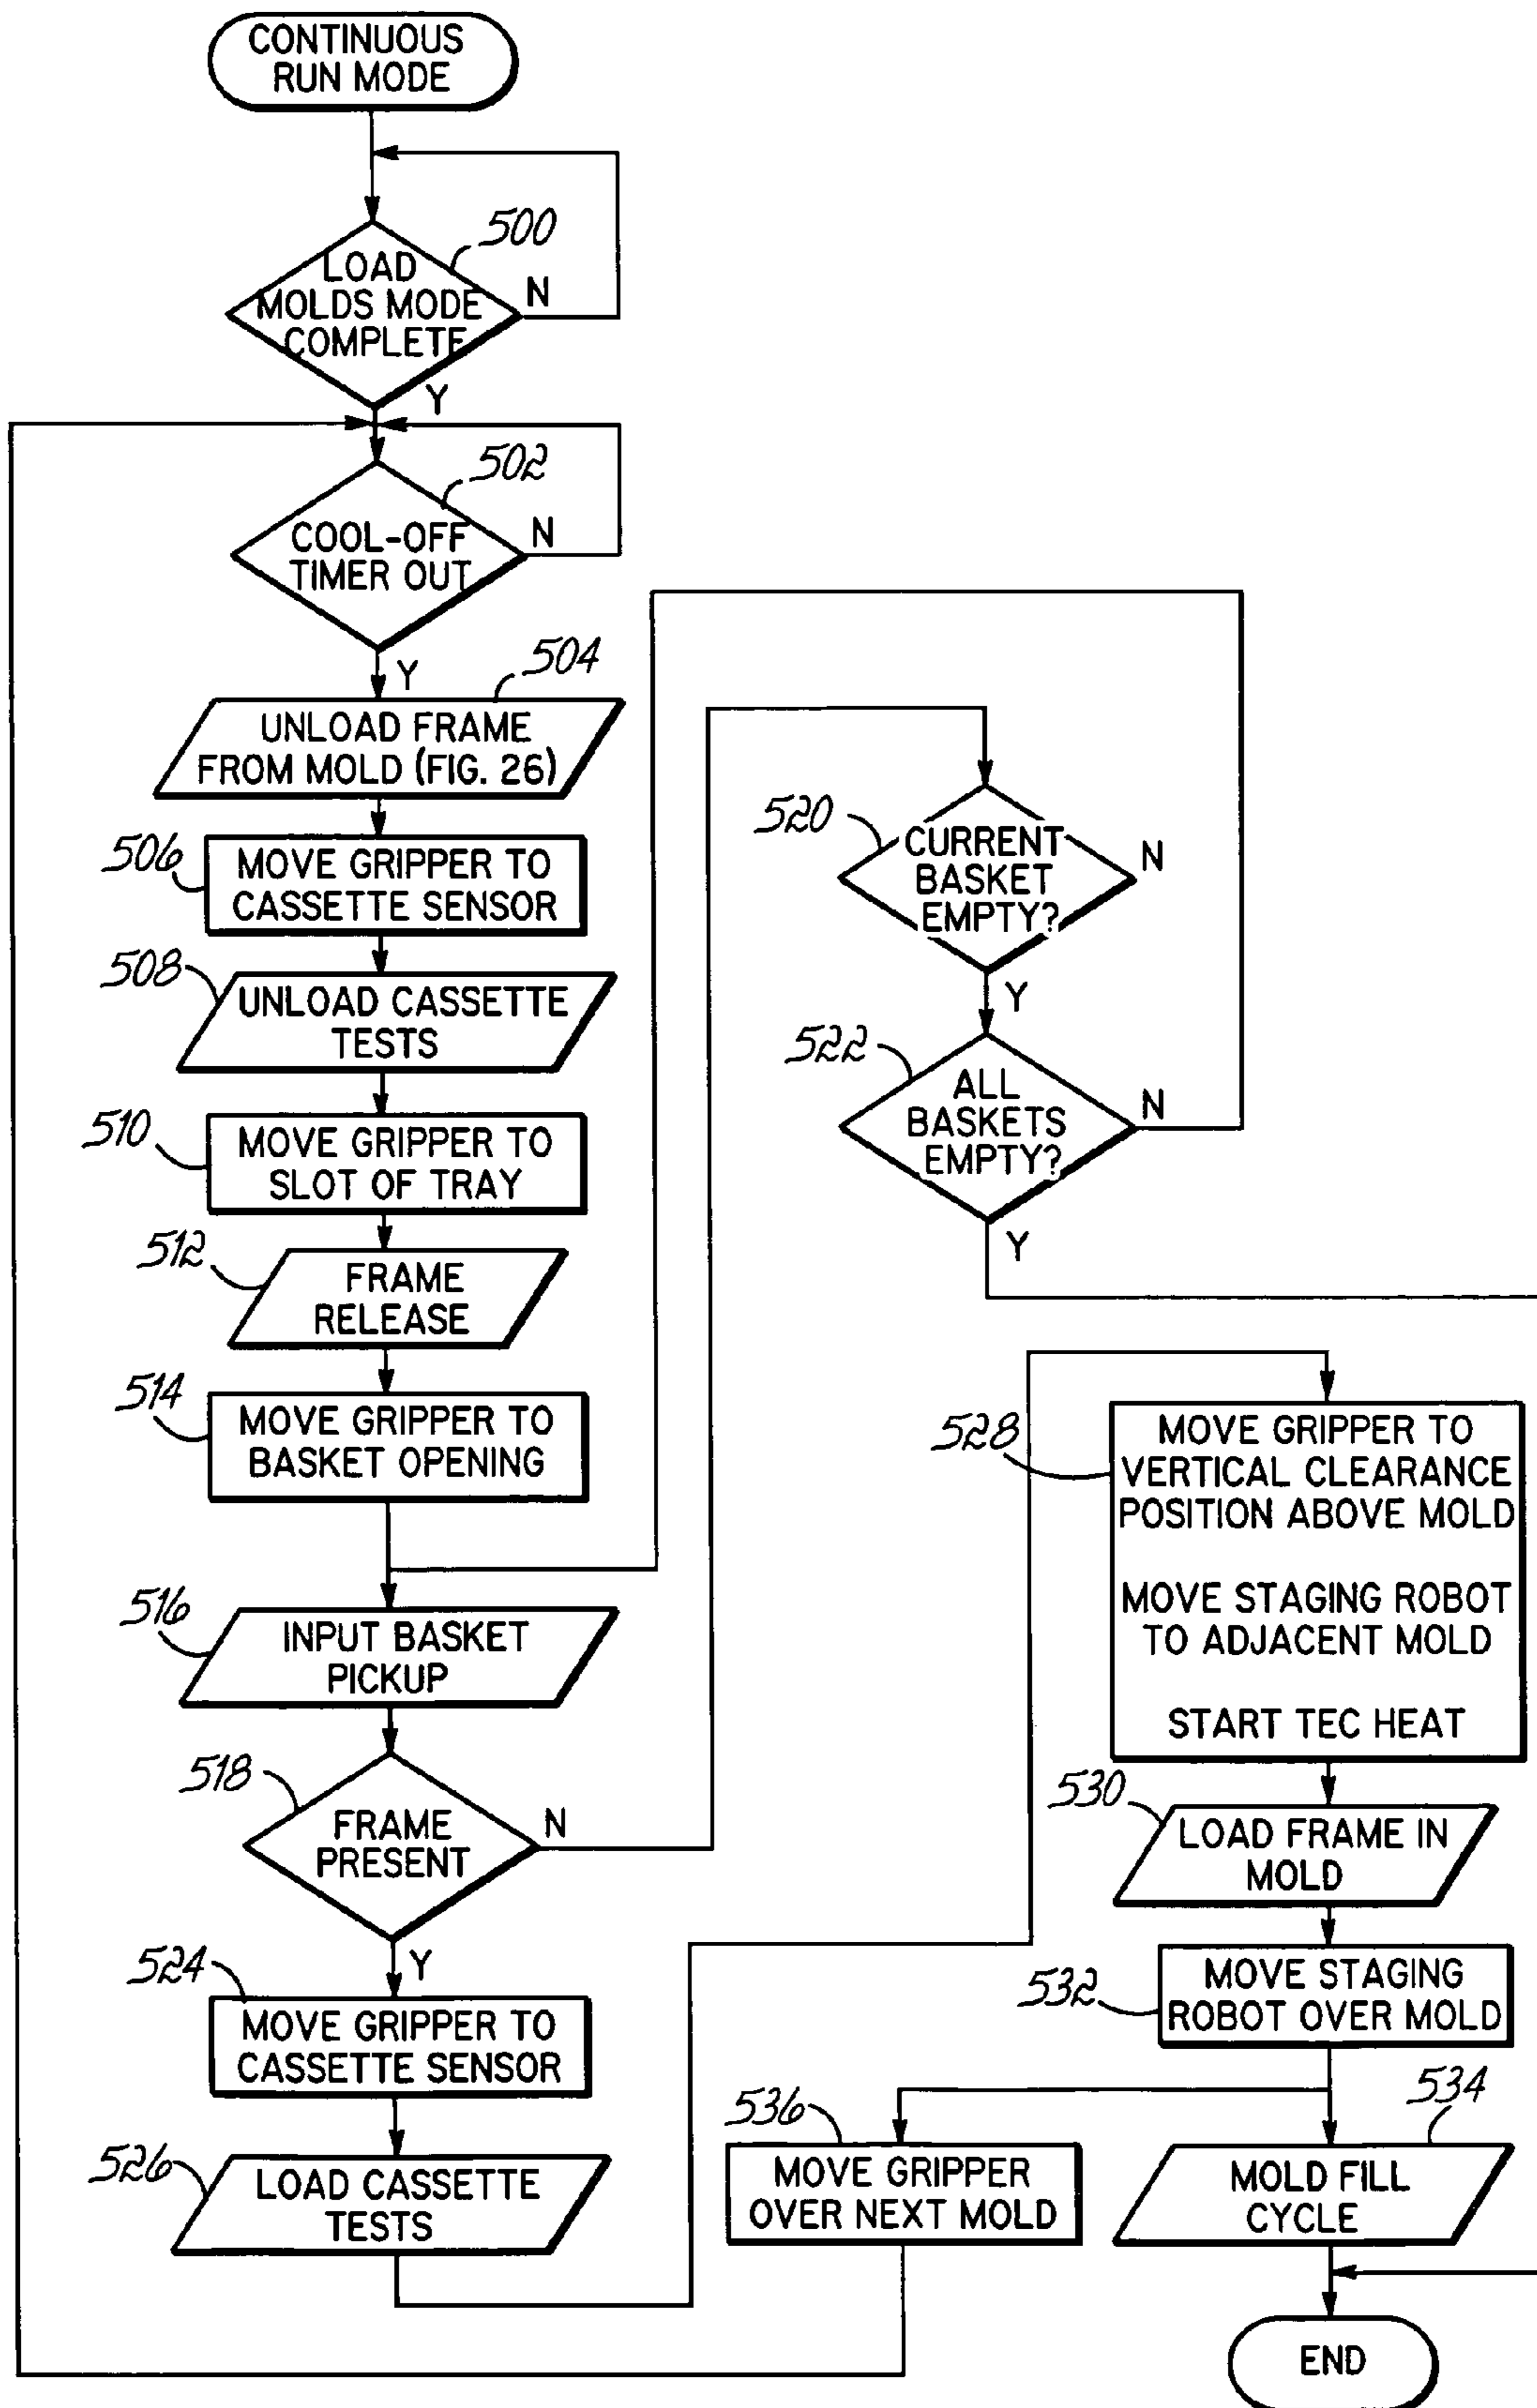 CONTINUOUS
RUN MODE
500
LOAD
MOLDS MODE
COMPLETE
N
Y
502
COOL-OFF
TIMER OUT
N
Y
504
UNLOAD FRAME
FROM MOLD (FIG. 26)
506
MOVE GRIPPER TO
CASSETTE SENSOR
508
UNLOAD CASSETTE
TESTS
510
MOVE GRIPPER TO
SLOT OF TRAY
512
FRAME
RELEASE
514
MOVE GRIPPER TO
BASKET OPENING
516
INPUT BASKET
PICKUP
518
FRAME
PRESENT
N
Y
520
CURRENT
BASKET
EMPTY?
N
Y
522
ALL
BASKETS
EMPTY?
N
Y
524
MOVE GRIPPER TO
CASSETTE SENSOR
526
LOAD CASSETTE
TESTS
528
MOVE GRIPPER TO
VERTICAL CLEARANCE
POSITION ABOVE MOLD
MOVE STAGING ROBOT
TO ADJACENT MOLD
START TEC HEAT
530
LOAD FRAME IN
MOLD
532
MOVE STAGING
ROBOT OVER MOLD
534
MOLD FILL
CYCLE
536
MOVE GRIPPER
OVER NEXT MOLD
END